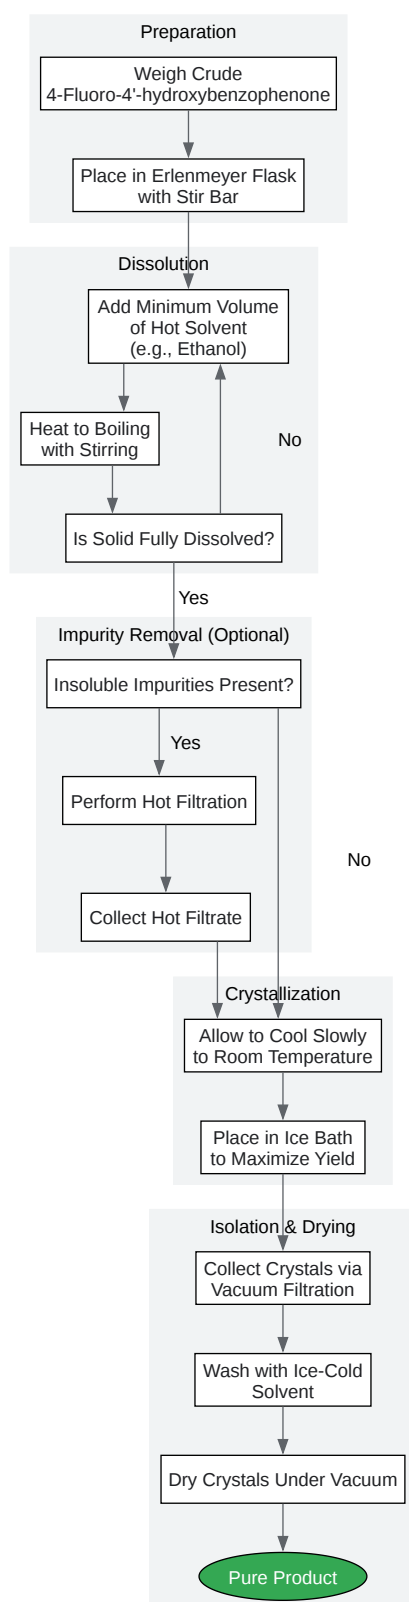 Preparation
Weigh Crude
4-Fluoro-4'-hydroxybenzophenone
Place in Erlenmeyer Flask
with Stir Bar
Dissolution
Add Minimum Volume
of Hot Solvent
(e.g., Ethanol)
Heat to Boiling
with Stirring
No
Is Solid Fully Dissolved?
Yes
Impurity Removal (Optional)
Insoluble Impurities Present?
Yes
Perform Hot Filtration
No
Collect Hot Filtrate
Crystallization
Allow to Cool Slowly
to Room Temperature
Place in Ice Bath
to Maximize Yield
Isolation & Drying
Collect Crystals via
Vacuum Filtration
Wash with Ice-Cold
Solvent
Dry Crystals Under Vacuum
Pure Product